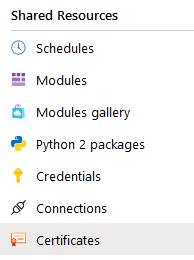 Shared Resources
Schedules
Modules
Modules gallery
Python 2 packages
Credentials
Connections
Certificates